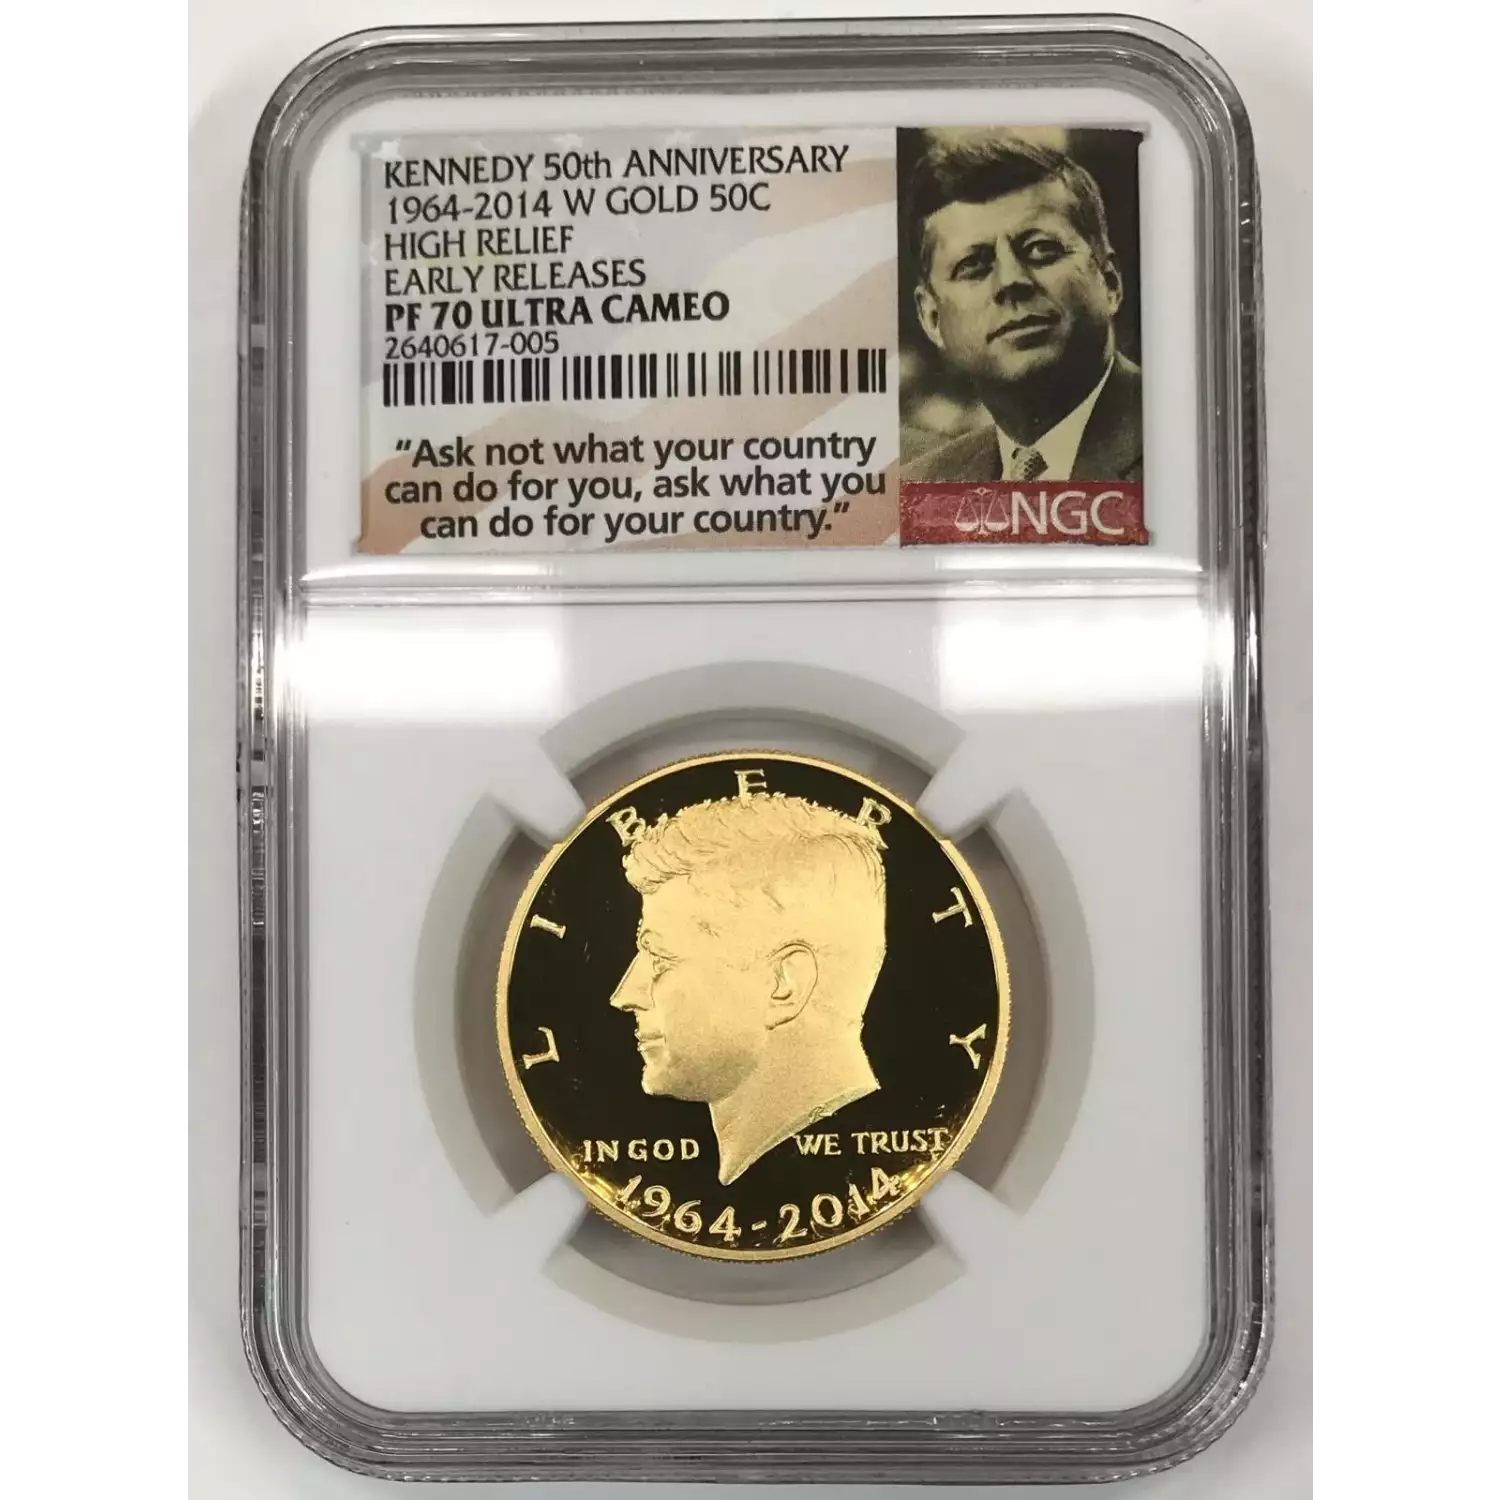 KENNEDY 50th ANNIVERSARY
1964-2014 W GOLD 50C
HIGH RELIEF
EARLY RELEASES
PF 70 ULTRA CAMEO
2640617-005
“Ask not what your country
can do for you, ask what you
can do for your country.”
NGC
LIBERTY
IN GOD WE TRUST
1964-2014